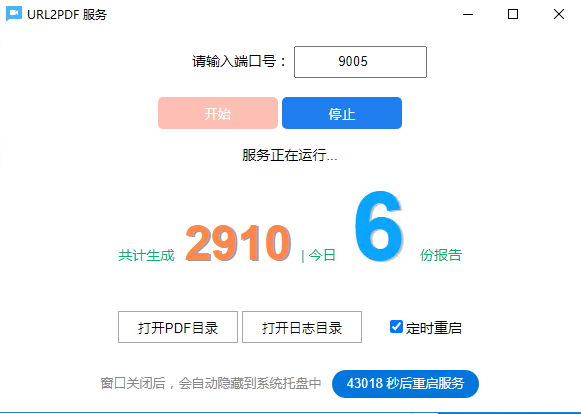 URL2PDF 服务
请输入端口号： 9005
开始 停止
服务正在运行...
共计生成 2910 | 今日 6 份报告
打开PDF目录 打开日志目录 定时重启
窗口关闭后，会自动隐藏到系统托盘中 43018 秒后重启服务